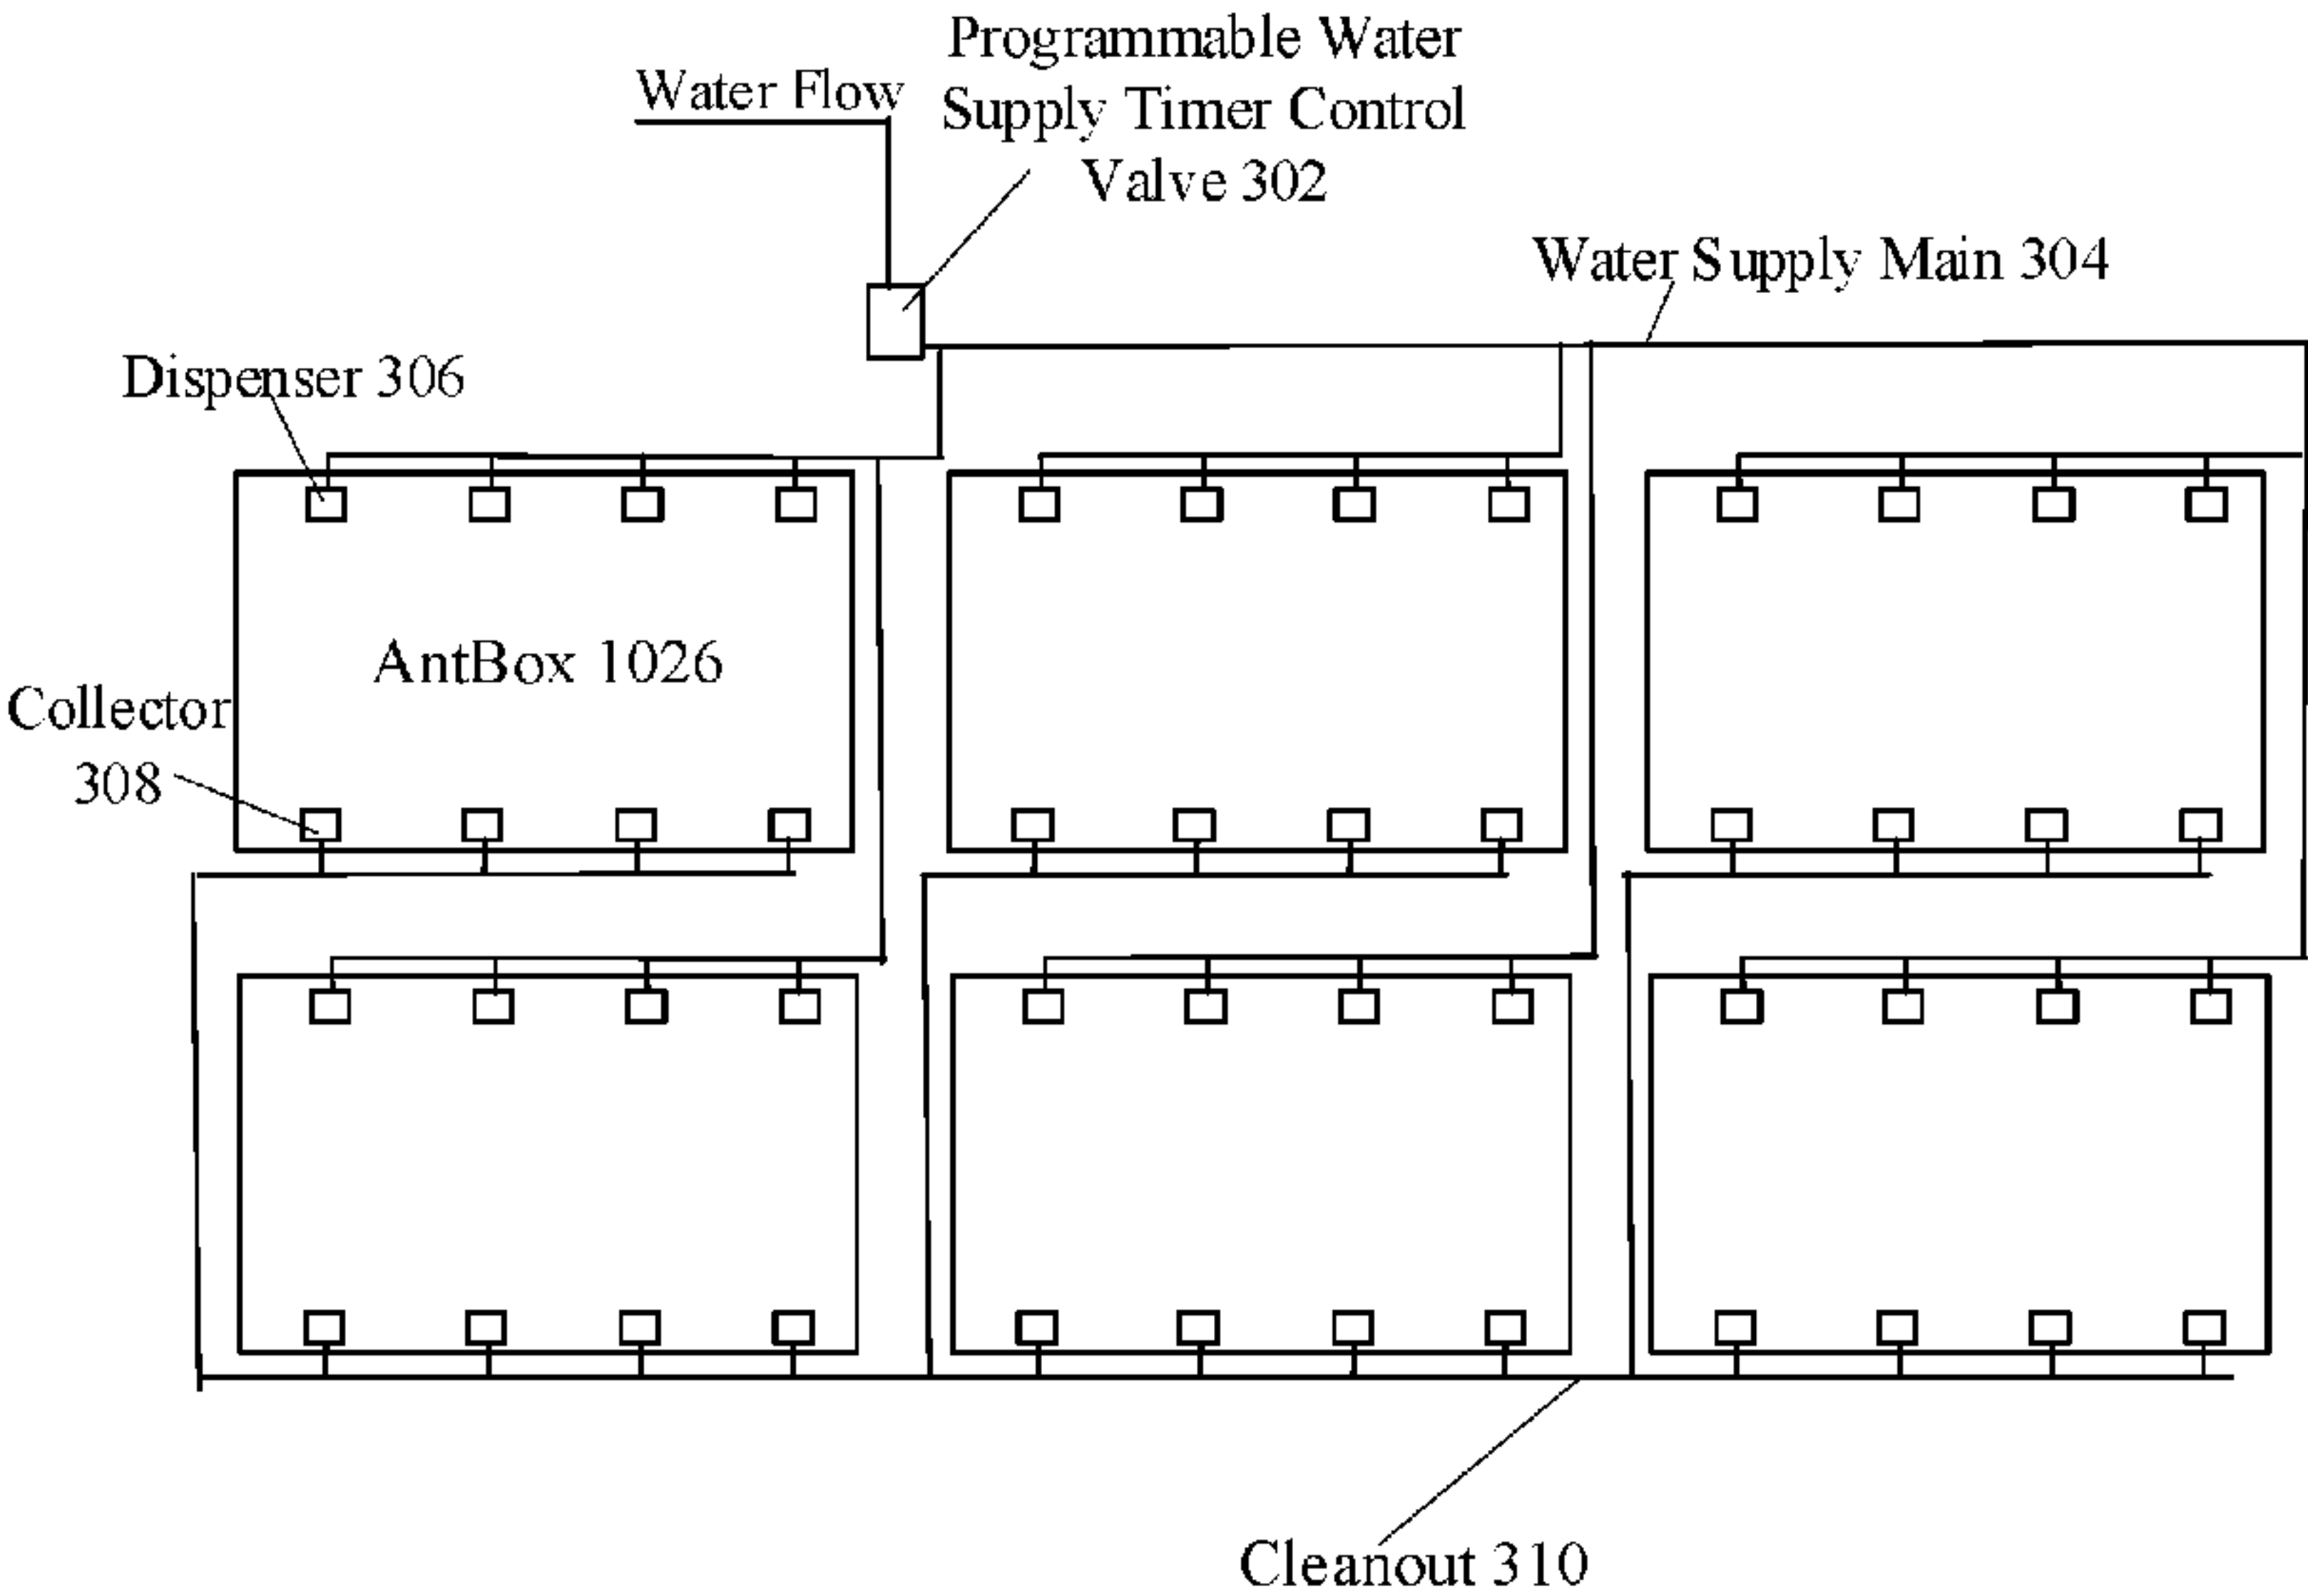 Programmable Water
Supply Timer Control
Valve 302
Water Flow
Water Supply Main 304
Dispenser 306
AntBox 1026
Collector
308
Cleanout 310